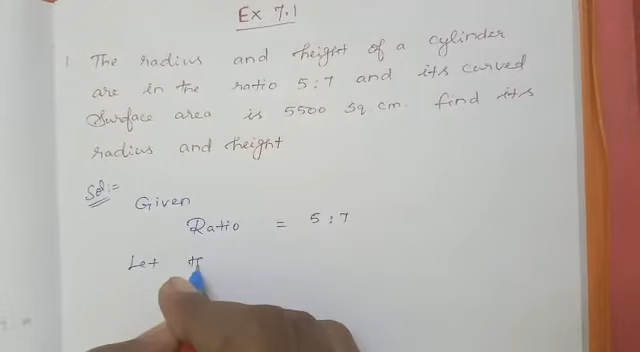 Ex 7.1
1. The radius and height of a cylinder
are in the ratio 5:7 and its curved
Surface area is 5500 sq.cm. find its
radius and height
Sol:=
Given
Ratio = 5:7
Let